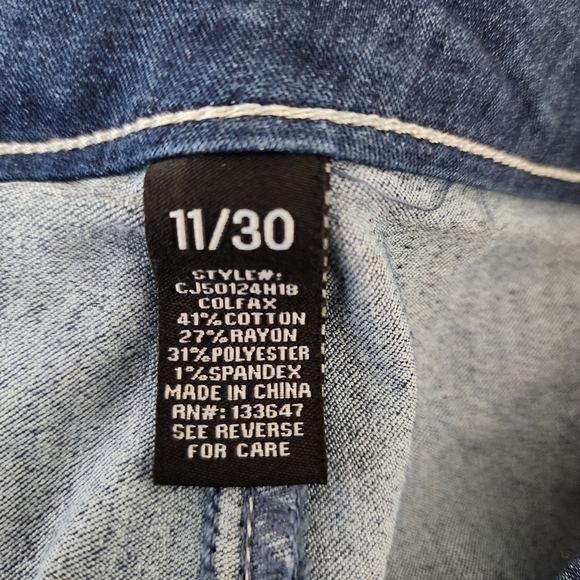 11/30
STYLE#:
CJ50124H18
COLFAX
41%COTTON
27%RAYON
31%POLYESTER
1%SPANDEX
MADE IN CHINA
RN#: 133647
SEE REVERSE
FOR CARE